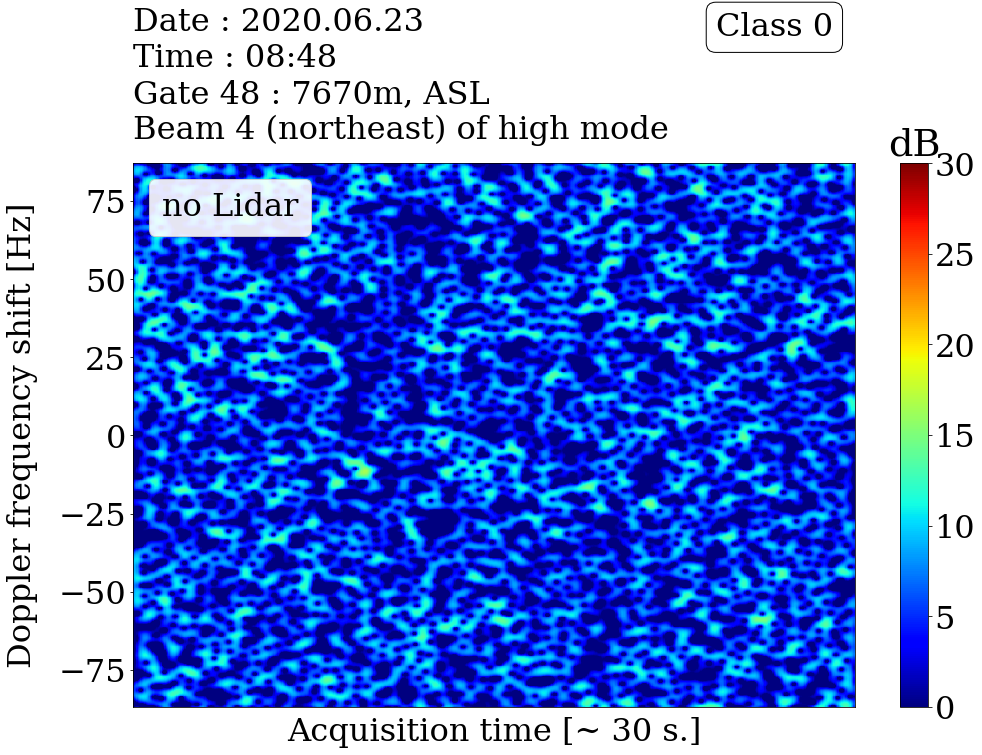 Date : 2020.06.23
Time : 08:48
Gate 48 : 7670m, ASL
Beam 4 (northeast) of high mode
Class 0
no Lidar
Doppler frequency shift [Hz]
75
50
25
0
−25
−50
−75
Acquisition time [~ 30 s.]
dB
30
25
20
15
10
5
0